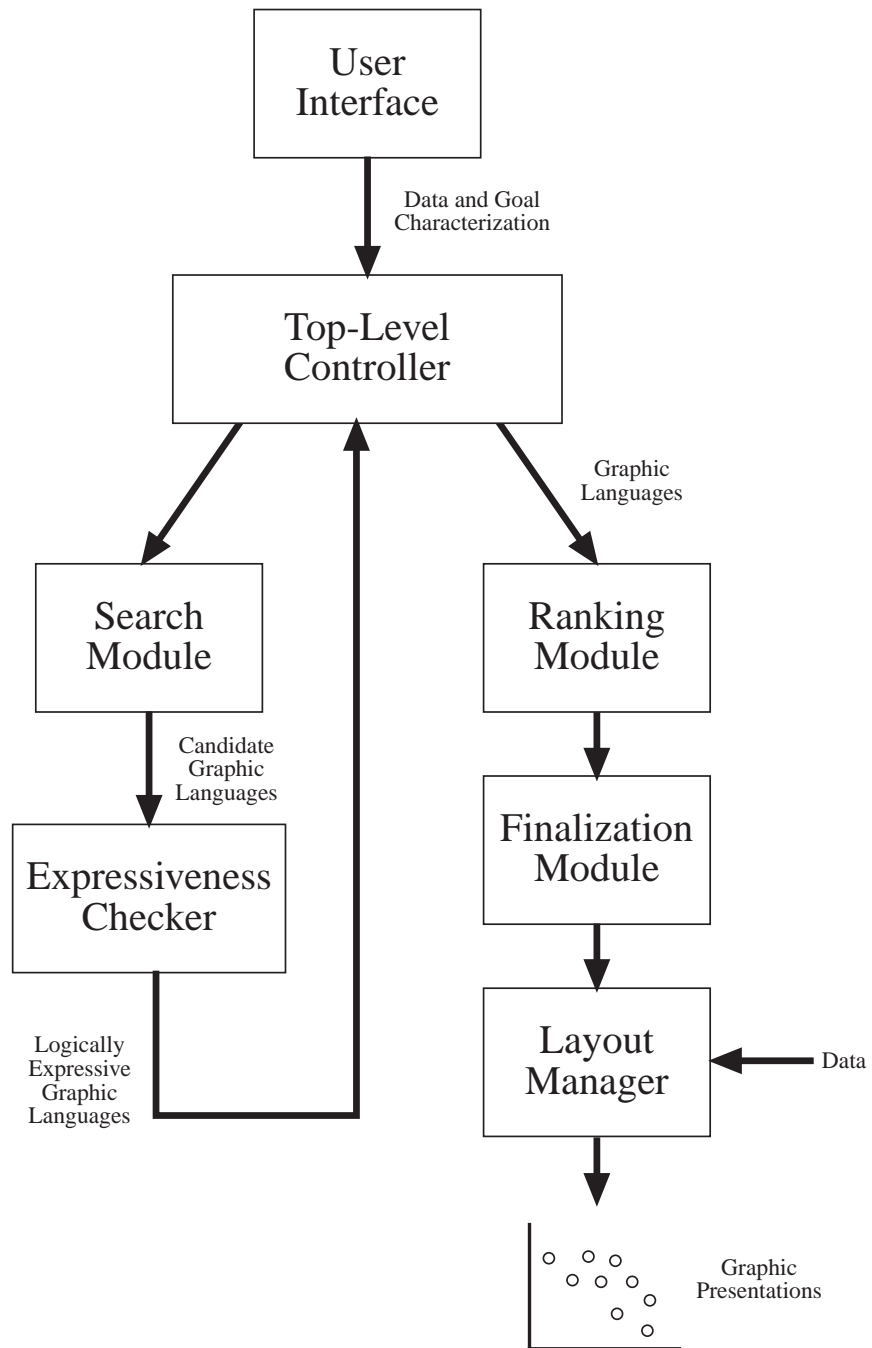 User
Interface
Data and Goal
Characterization
Top-Level
Controller
Graphic
Languages
Search
Module
Ranking
Module
Candidate
Graphic
Languages
Finalization
Module
Expressiveness
Checker
Layout
Manager
Data
Logically
Expressive
Graphic
Languages
Graphic
Presentations